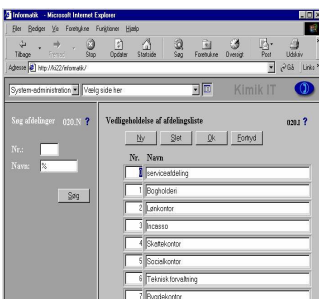 Informatik - Microsoft Internet Explorer
Filer Rediger Vis Foretrukne Funktioner Hjælp
Tilbage Stop Opdater Startside Søg Foretrukne Oversigt Post Udskriv
Adresse http://ki22/informatik/ Gå Links
System-administration Vælg side her Kimik IT
Søg afdelinger 020.N ?
Nr.:
Navn: %
Søg
Vedligeholdelse af afdelingsliste 020.1 ?
Ny Slet Ok Fortryd
Nr. Navn
0 serviceafdeling
1 Bogholderi
2 Lønkontor
3 Incasso
4 Skattekontor
5 Socialkontor
6 Teknisk forvaltning
7 Bygdekontor